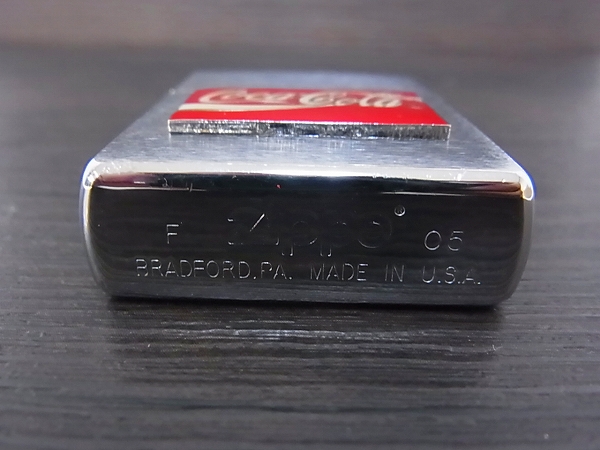 Coca-Cola
F Zippo® 05
BRADFORD,PA. MADE IN U.S.A.